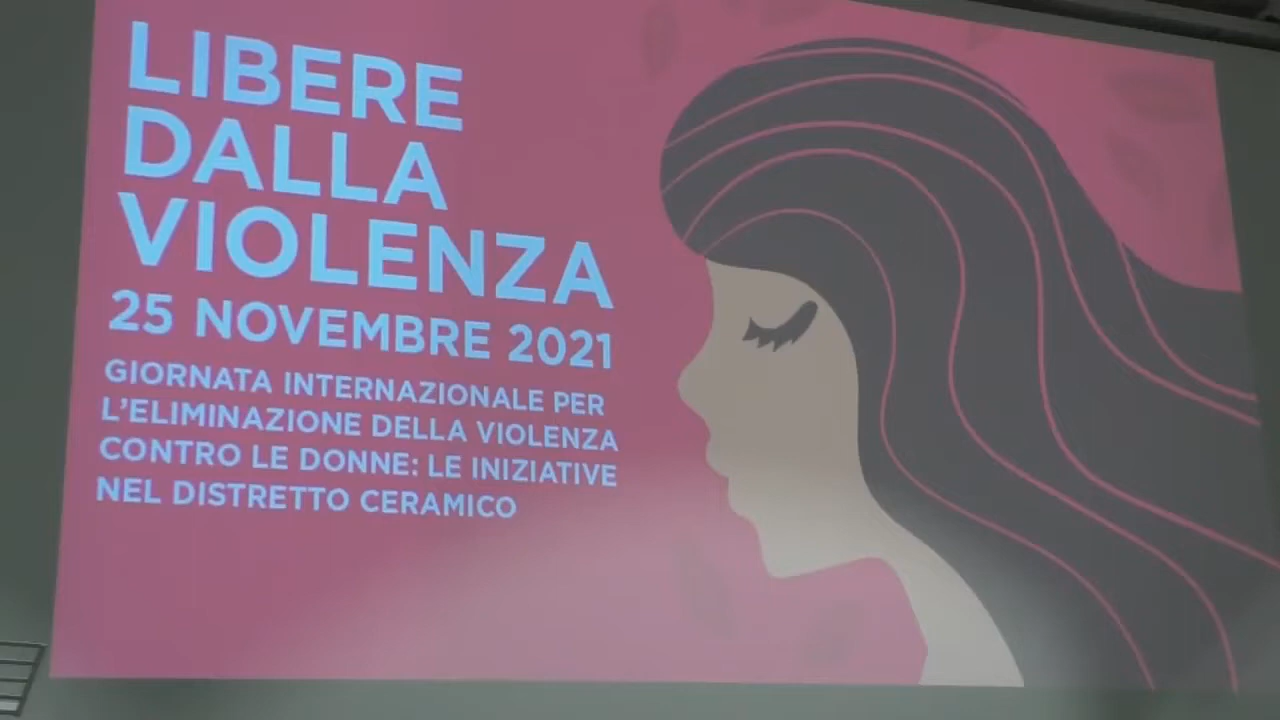 LIBERE
DALLA
VIOLENZA
25 NOVEMBRE 2021
GIORNATA INTERNAZIONALE PER
L'ELIMINAZIONE DELLA VIOLENZA
CONTRO LE DONNE: LE INIZIATIVE
NEL DISTRETTO CERAMICO